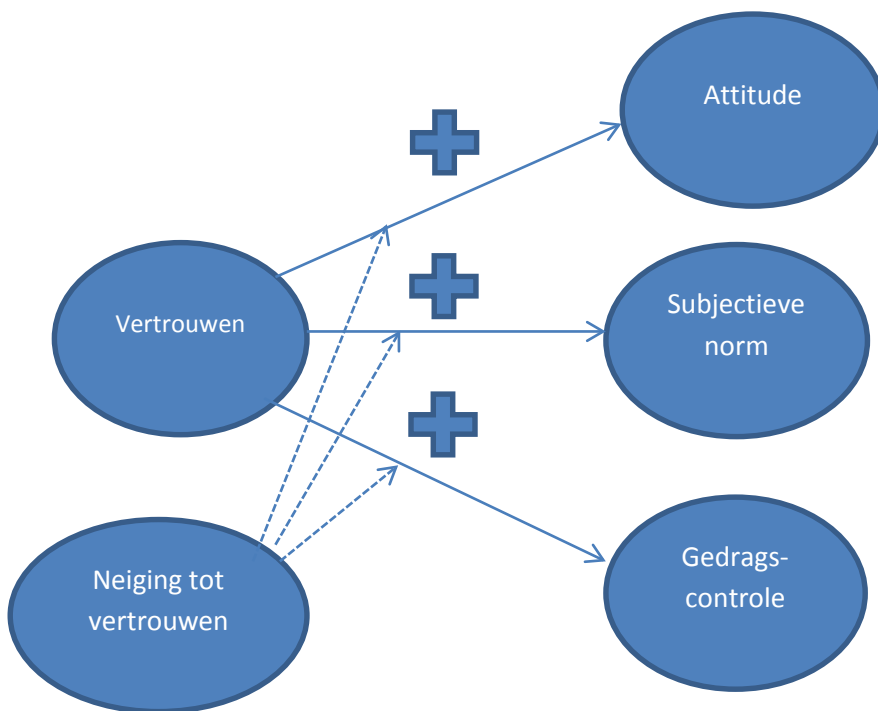 Attitude
Vertrouwen
Subjectieve
norm
Neiging tot
vertrouwen
Gedrags-
controle